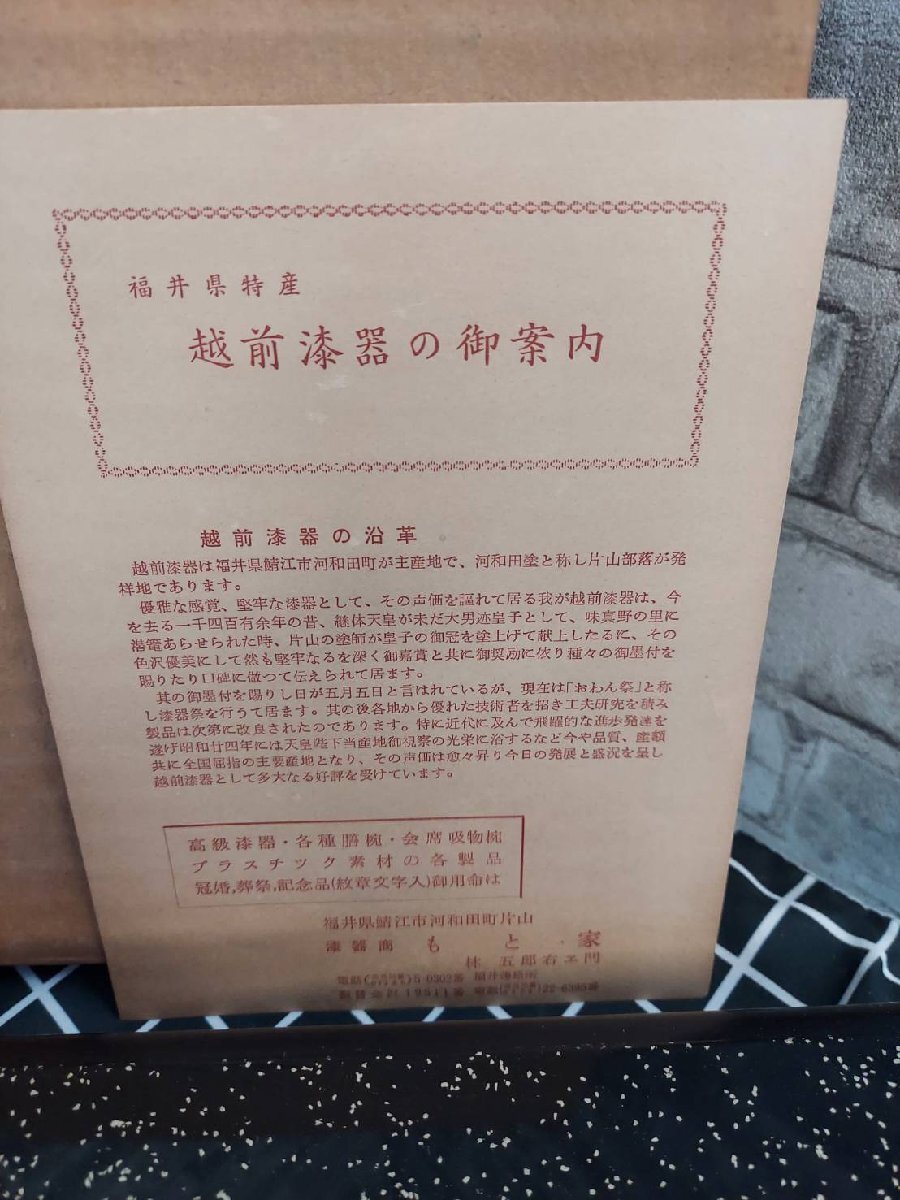 福井県特産
越前漆器の御案内
越前漆器の沿革
越前漆器は福井県鯖江市河和田町が主産地で、河和田塗と称し片山部落が発
祥地であります。
優雅な感覚、堅牢な漆器として、その声価を謳れて居る我が越前漆器は、今
を去る一千四百有余年の昔、継体天皇が未だ大男迹皇子として、味真野の里に
潜竜あらせられた時、片山の塗師が皇子の御冠を塗上げて献上したるに、その
色沢優美にして然も堅牢なるを深く御嘉賞と共に御奨励に依り種々の御墨付を
賜りたり口碑に倣つて伝えられて居ます。
其の御墨付を賜りし日が五月五日と言はれているが、現在は「おわん祭」と称
し漆器祭を行うて居ます。其の後各地から優れた技術者を招き工夫研究を積み
製品は次第に改良されたのであります。特に近代に及んで飛躍的な進歩発達を
遂げ昭和廿四年には天皇陛下当産地御視察の光栄に浴するなど今や品質、産額
共に全国屈指の主要産地となり、その声価は愈々昇り今日の発展と盛況を呈し
越前漆器として多大なる好評を受けています。
高級漆器・各種膳椀・会席吸物椀
プラスチック素材の各製品
冠婚,葬祭,記念品(紋章文字入)御用命は
福井県鯖江市河和田町片山
漆器商 もと家
林五郎右ヱ門